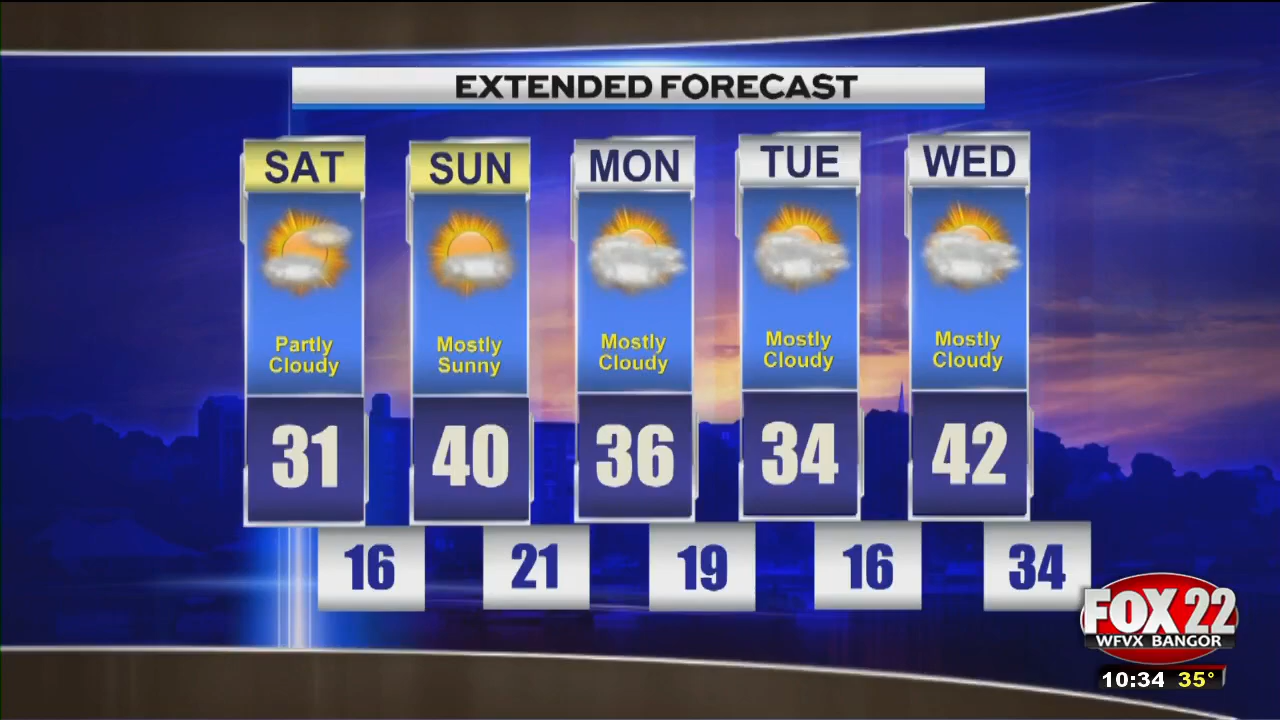 EXTENDED FORECAST
SAT SUN MON TUE WED
Partly Cloudy
Mostly Sunny
Mostly Cloudy
Mostly Cloudy
Mostly Cloudy
31 40 36 34 42
16 21 19 16 34
FOX 22
WFVX BANGOR
10:34 35°